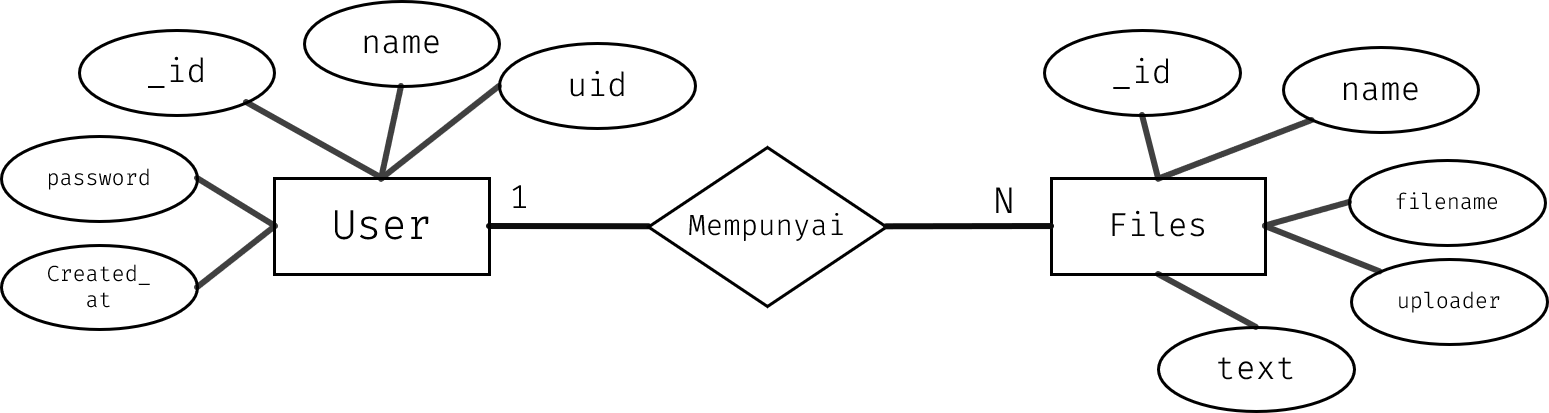 name
_id
uid
password
User
1
Created_
at
Mempunyai
N
_id
name
Files
filename
uploader
text